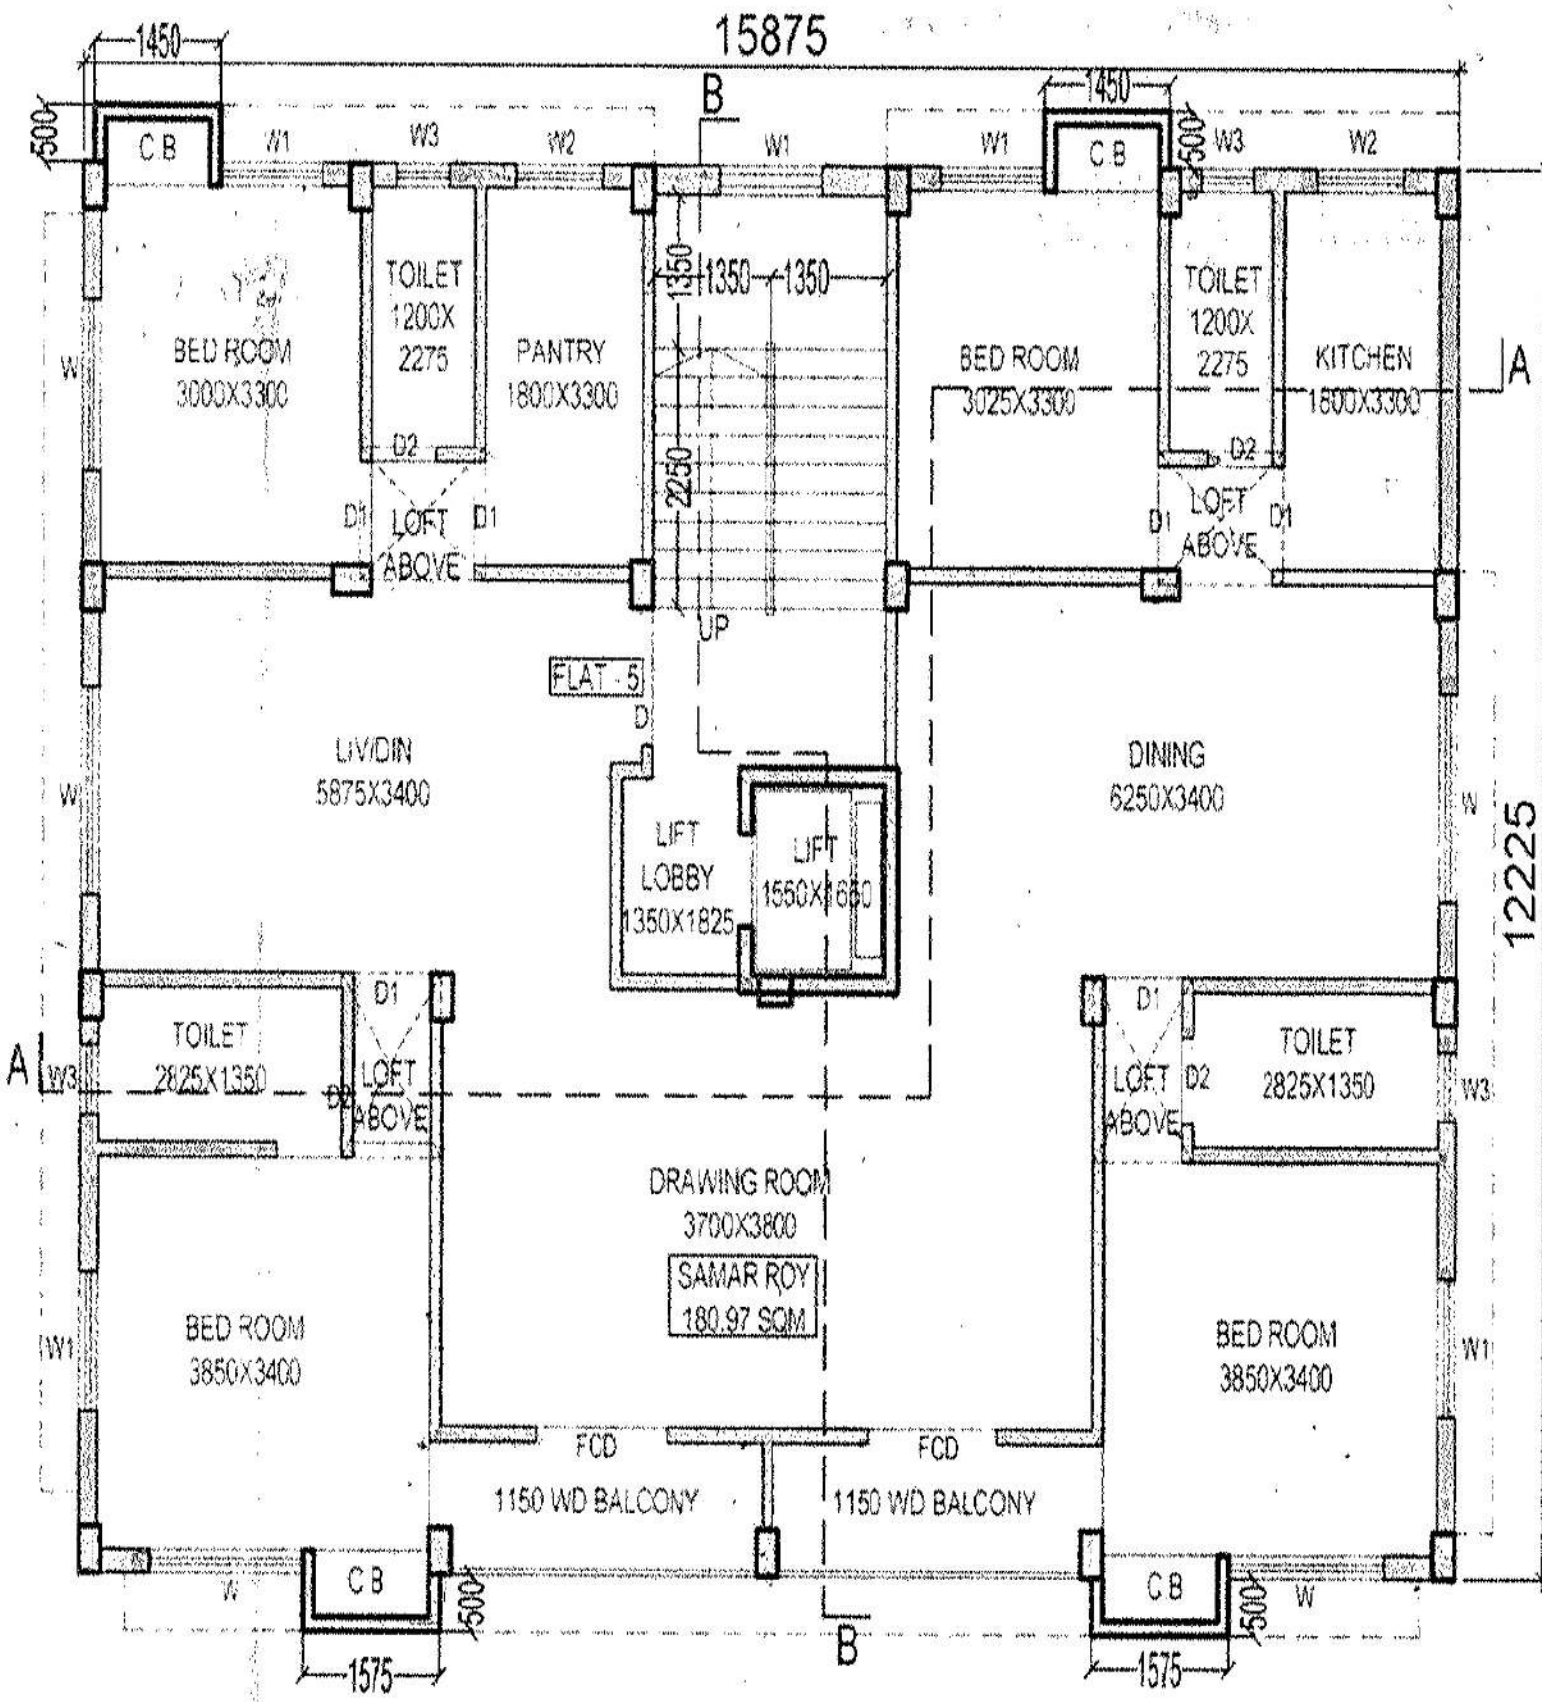 15875
1450
1450
B
500
500
C.B
W1
W3
W2
W1
W1
C.B
W3
W2
1350
1350
1350
TOILET
1200X
2275
TOILET
1200X
2275
W
BED ROOM
3000X3300
PANTRY
1800X3300
BED ROOM
3025X3300
KITCHEN
1800X3300
A
D2
D2
2250
D1
LOFT
ABOVE
D1
D1
LOFT
ABOVE
D1
UP
FLAT - 5
D
LIV/DIN
5875X3400
DINING
6250X3400
W
W
12225
LIFT
LOBBY
1350X1825
LIFT
1550X1650
D1
D1
TOILET
2825X1350
TOILET
2825X1350
A
W3
D2
LOFT
ABOVE
LOFT
ABOVE
D2
W3
DRAWING ROOM
3700X3800
SAMAR ROY
180.97 SQM
BED ROOM
3850X3400
BED ROOM
3850X3400
W1
W1
FCD
FCD
1150 WD BALCONY
1150 WD BALCONY
W
C B
500
C B
500
W
B
1575
1575